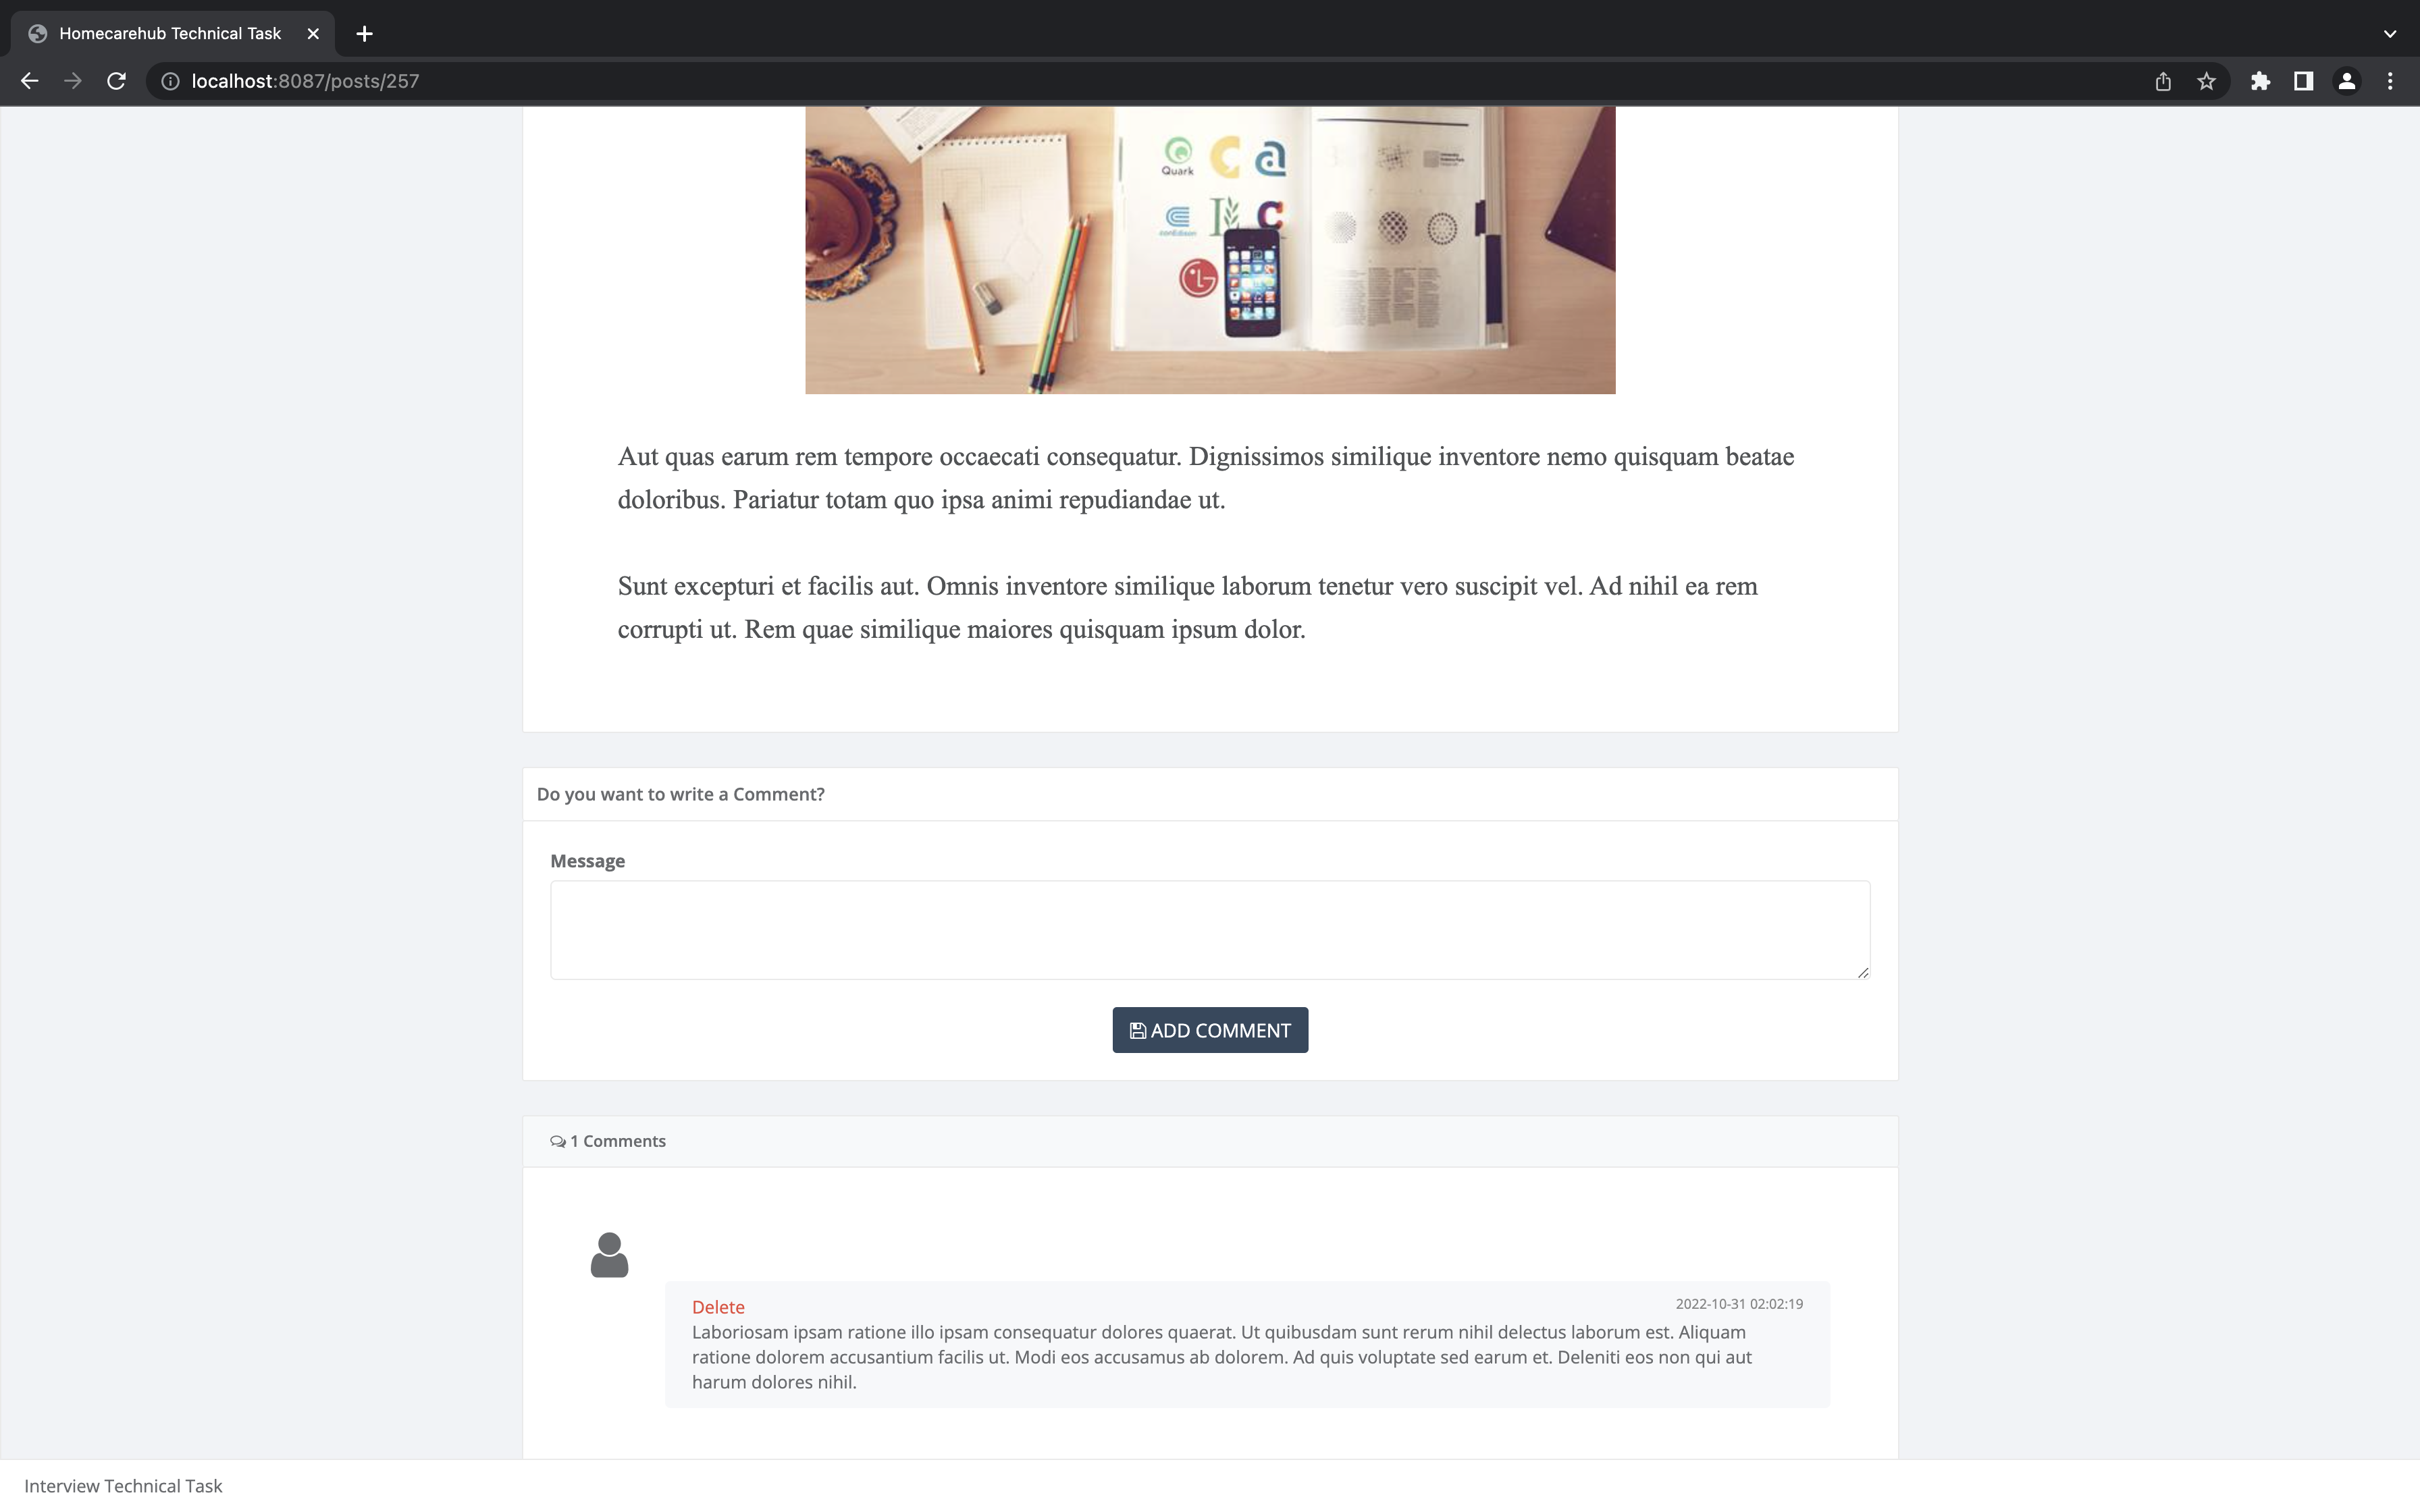 Homecarehub Technical Task
localhost:8087/posts/257
Quark
Aut quas earum rem tempore occaecati consequatur. Dignissimos similique inventore nemo quisquam beatae
doloribus. Pariatur totam quo ipsa animi repudiandae ut.
Sunt excepturi et facilis aut. Omnis inventore similique laborum tenetur vero suscipit vel. Ad nihil ea rem
corrupti ut. Rem quae similique maiores quisquam ipsum dolor.
Do you want to write a Comment?
Message
ADD COMMENT
1 Comments
Delete
2022-10-31 02:02:19
Laboriosam ipsam ratione illo ipsam consequatur dolores quaerat. Ut quibusdam sunt rerum nihil delectus laborum est. Aliquam
ratione dolorem accusantium facilis ut. Modi eos accusamus ab dolorem. Ad quis voluptate sed earum et. Deleniti eos non qui aut
harum dolores nihil.
Interview Technical Task